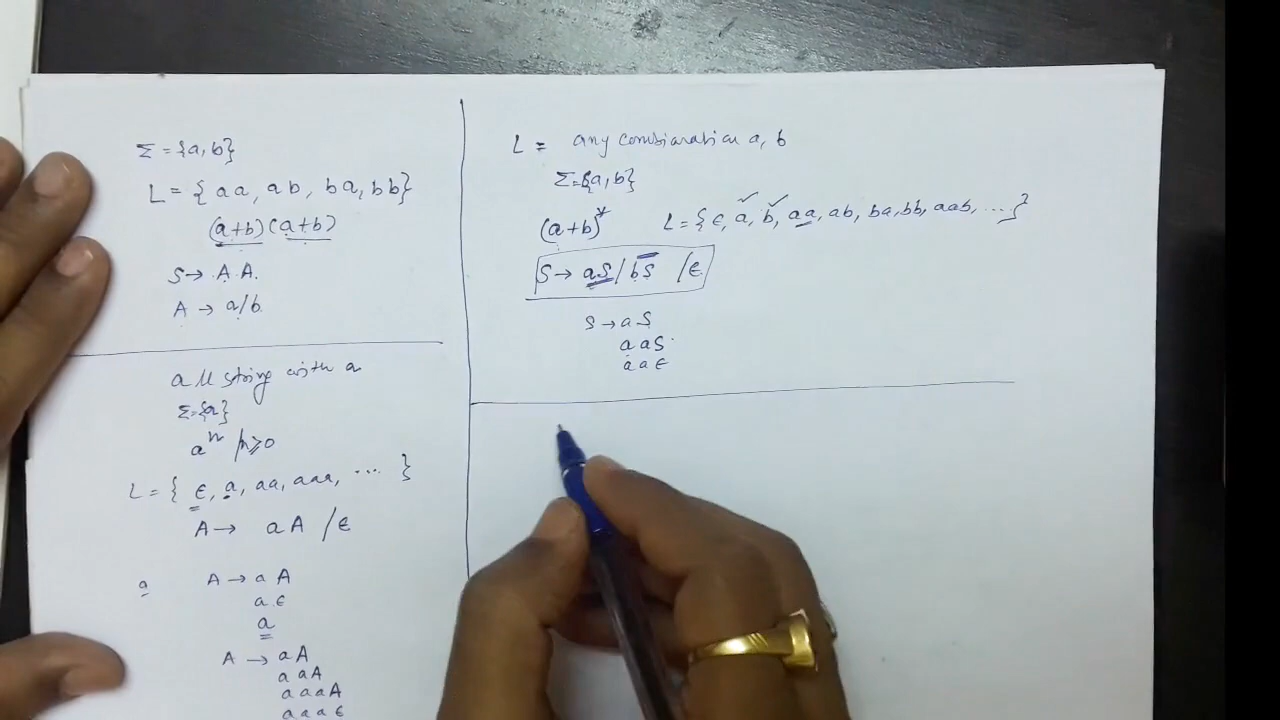 Σ = {a, b}
L = { aa, ab, ba, bb}
(a+b)(a+b)
S → A A.
A → a/b
all string with a
Σ={a}
aⁿ /n≥0
L = { ε, a, aa, aaa, .... }
A → aA /ε
a
A → a A
a ε
a
A → aA
a aA
a a a A
a a a ε
L = any combination a, b
Σ={a, b}
(a+b)* L = {ε, a, b, aa, ab, ba, bb, aab, ....}
S → aS / bS /ε
S → a S
a a S
a a ε